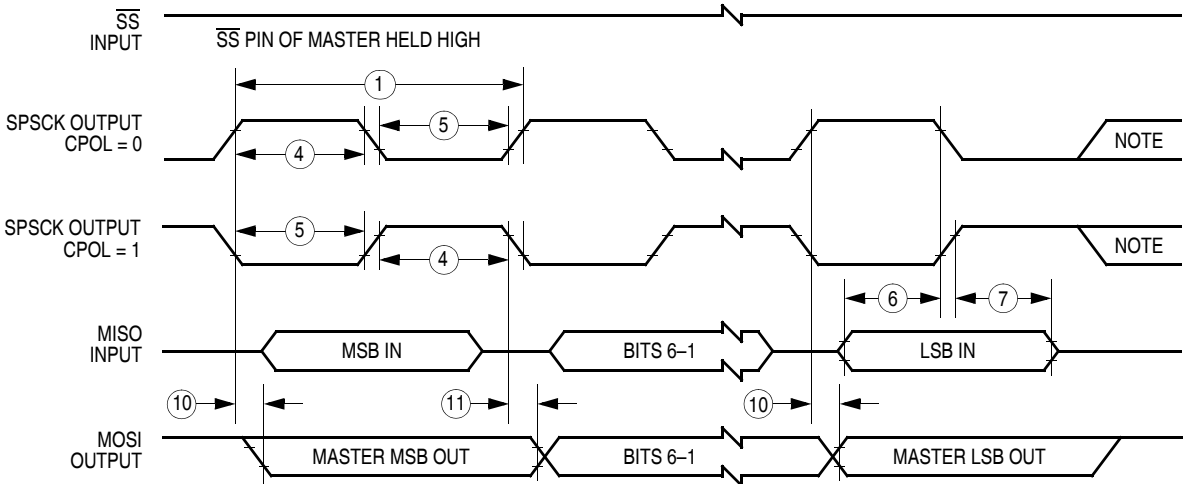 SS
INPUT
SS PIN OF MASTER HELD HIGH
1
SPSCK OUTPUT
CPOL = 0
5
4
NOTE
SPSCK OUTPUT
CPOL = 1
5
4
NOTE
6
7
MISO
INPUT
MSB IN
BITS 6–1
LSB IN
10
11
10
MOSI
OUTPUT
MASTER MSB OUT
BITS 6–1
MASTER LSB OUT